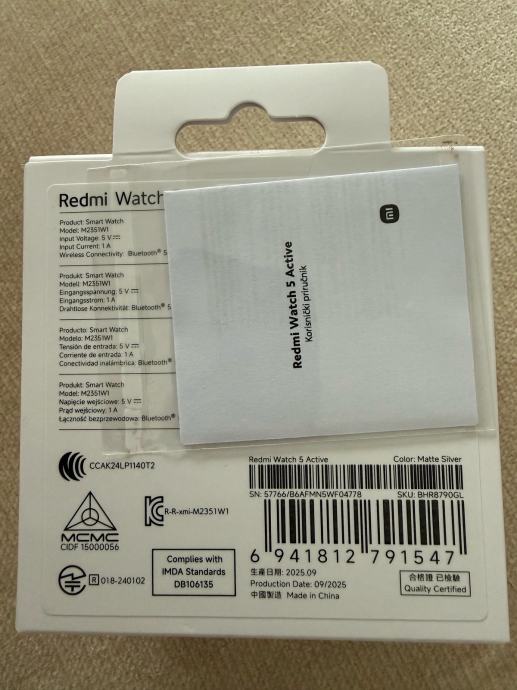 Redmi Watch
Product: Smart Watch
Model: M2351W1
Input Voltage: 5 V⎓
Input Current: 1 A
Wireless Connectivity: Bluetooth® 5
Produkt: Smart Watch
Modell: M2351W1
Eingangsspannung: 5 V⎓
Eingangsstrom: 1 A
Drahtlose Konnektivität: Bluetooth® 5
Producto: Smart Watch
Modelo: M2351W1
Tensión de entrada: 5 V⎓
Corriente de entrada: 1 A
Conectividad inalámbrica: Bluetooth®
Produkt: Smart Watch
Model: M2351W1
Napięcie wejściowe: 5 V⎓
Prąd wejściowy: 1 A
Łączność bezprzewodowa: Bluetooth®
Redmi Watch 5 Active
Korisnički priručnik
CCAK24LP1140T2
MCMC
CIDF 15000056
R-R-xmi-M2351W1
R 018-240102
Complies with
IMDA Standards
DB106135
Redmi Watch 5 Active
Color: Matte Silver
SN: 57766/B6AFMN5WF04778
SKU: BHR8790GL
6 941812 791547
生産日期: 2025.09
Production Date: 09/2025
中國製造 Made in China
合格證 已檢驗
Quality Certified